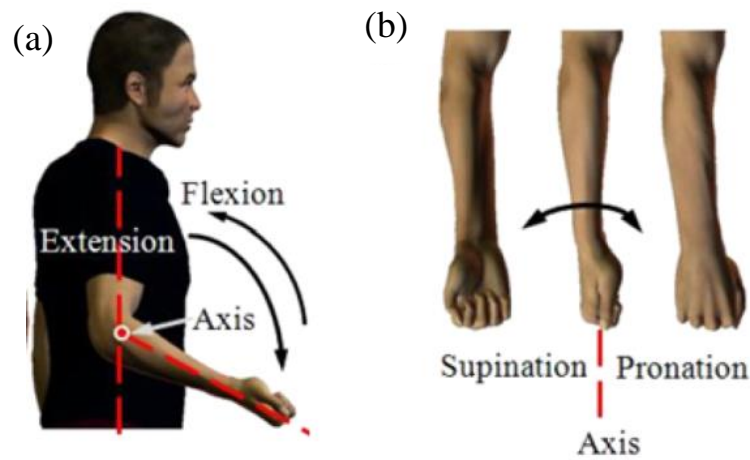 (a)
Flexion
Extension
Axis
(b)
Supination
Pronation
Axis